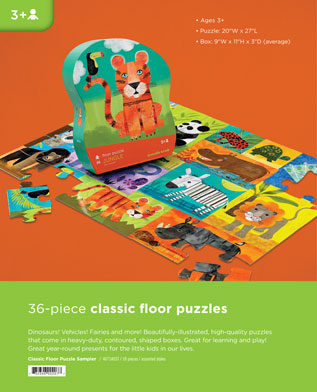 3+
• Ages 3+
• Puzzle: 20"W x 27"L
• Box: 9"W x 11"H x 3"D (average)
JUNGLE
3+
36-piece classic floor puzzles
Dinosaurs! Vehicles! Fairies and more! Beautifully-illustrated, high-quality puzzles
that come in heavy-duty, contoured, shaped boxes. Great for learning and play!
Great year-round presents for the little kids in our lives.
Classic Floor Puzzle Sampler